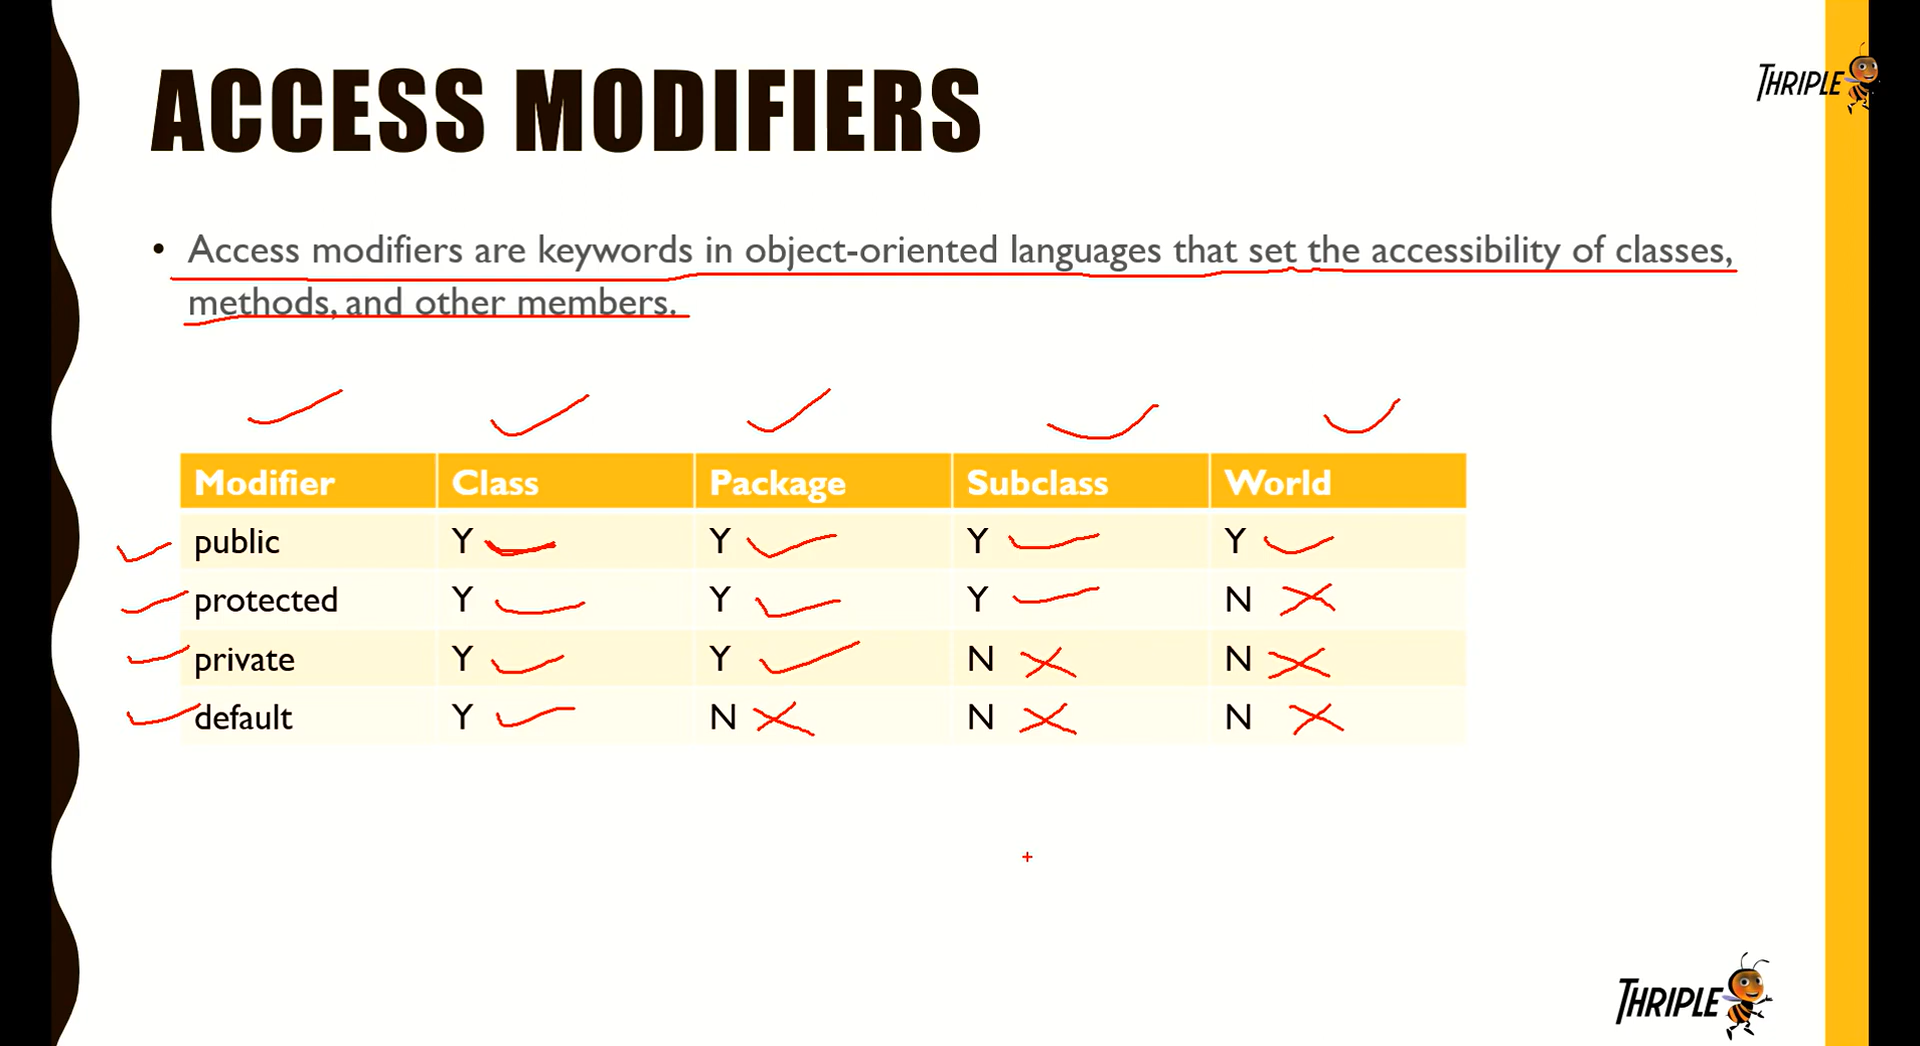 ACCESS MODIFIERS
THRIPLE
• Access modifiers are keywords in object-oriented languages that set the accessibility of classes,
methods, and other members.
Modifier Class Package Subclass World
public Y Y Y Y
protected Y Y Y N
private Y Y N N
default Y N N N
THRIPLE